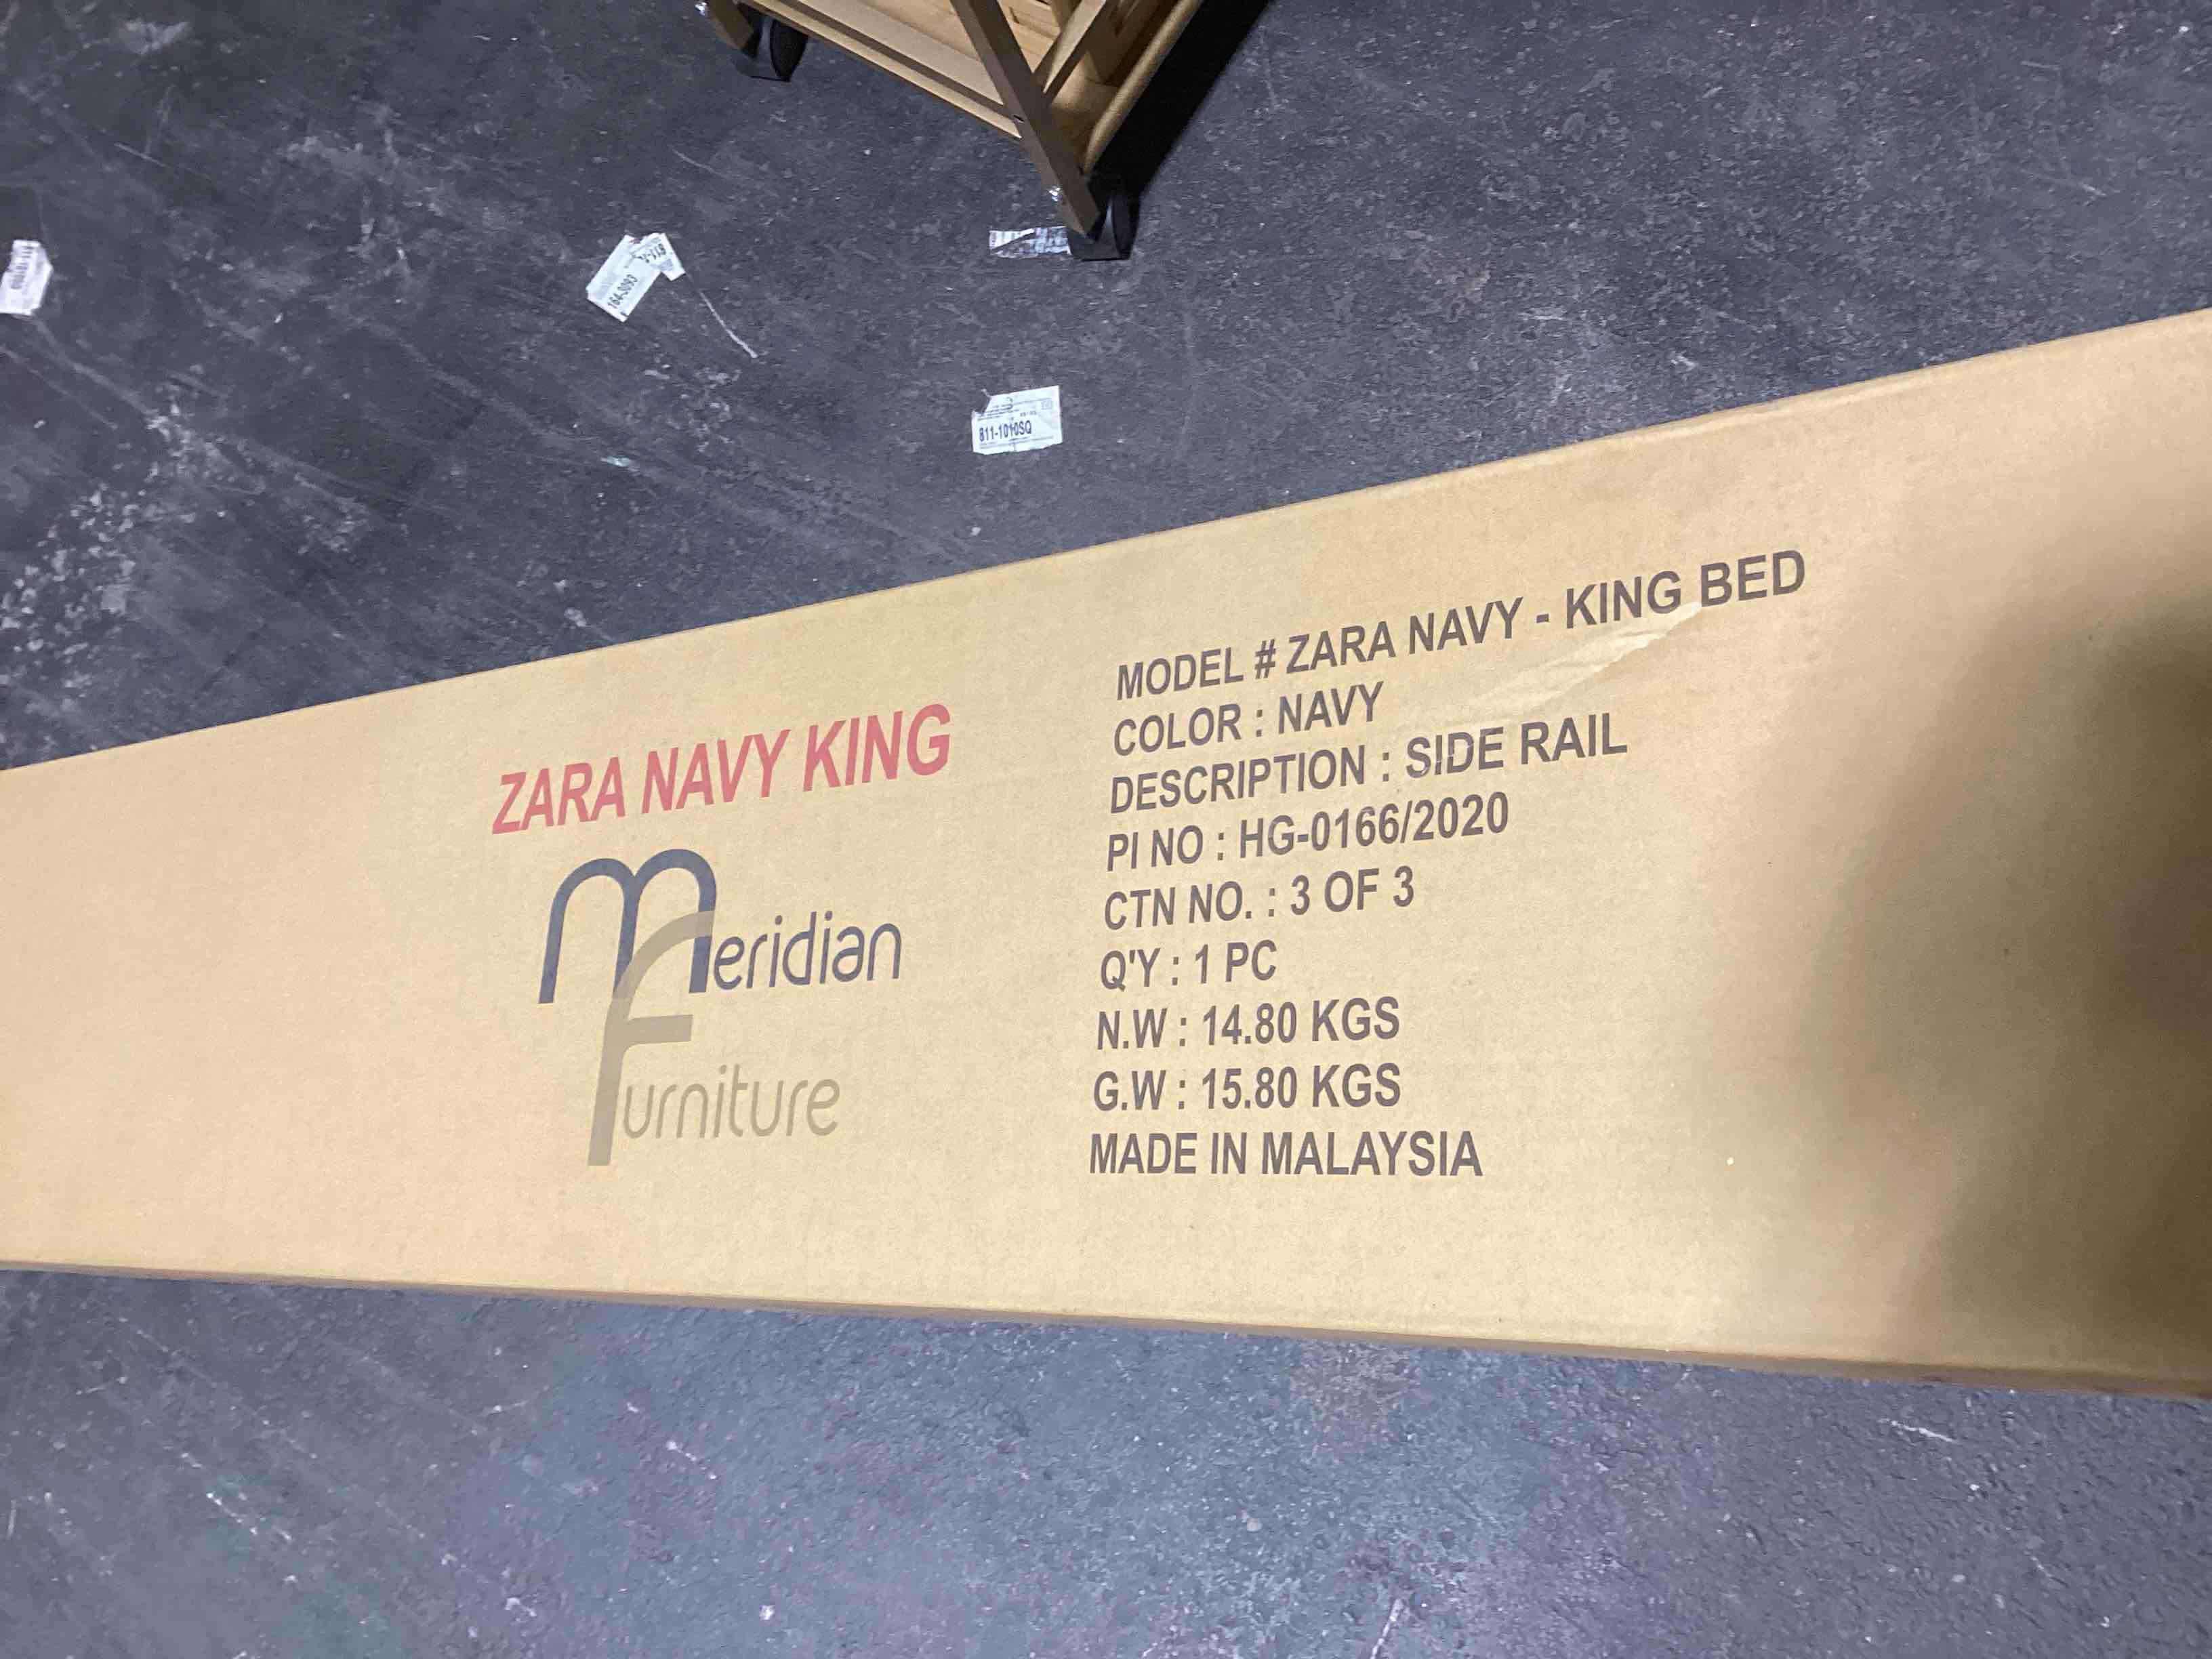 164-0093
811-1010SQ
ZARA NAVY KING
Meridian
Furniture
MODEL # ZARA NAVY - KING BED
COLOR : NAVY
DESCRIPTION : SIDE RAIL
PI NO : HG-0166/2020
CTN NO. : 3 OF 3
Q'Y : 1 PC
N.W : 14.80 KGS
G.W : 15.80 KGS
MADE IN MALAYSIA